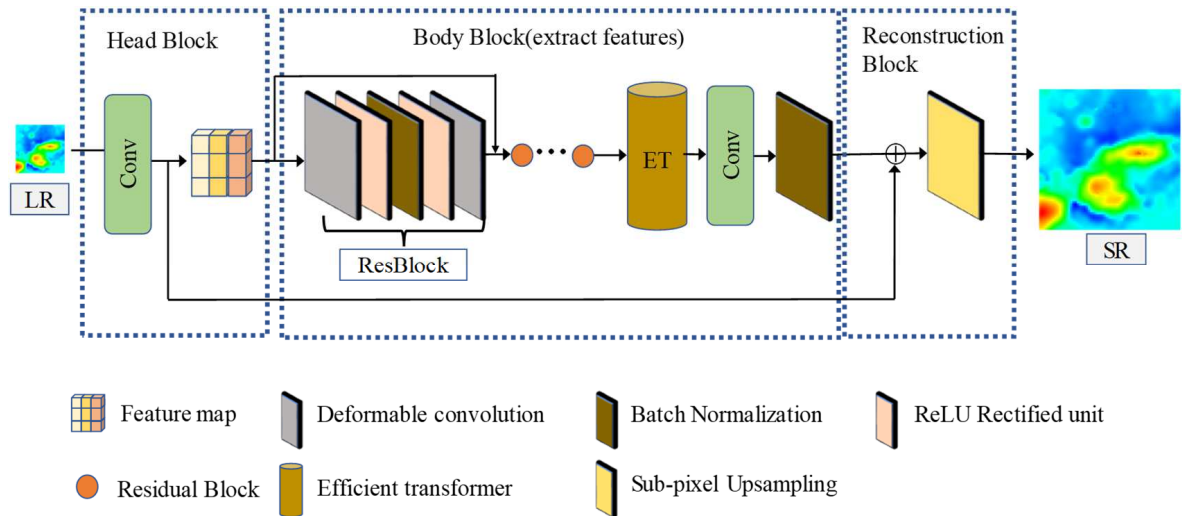 Head Block
Body Block(extract features)
Reconstruction
Block
LR
Conv
ResBlock
ET
Conv
SR
Feature map
Deformable convolution
Batch Normalization
ReLU Rectified unit
Residual Block
Efficient transformer
Sub-pixel Upsampling